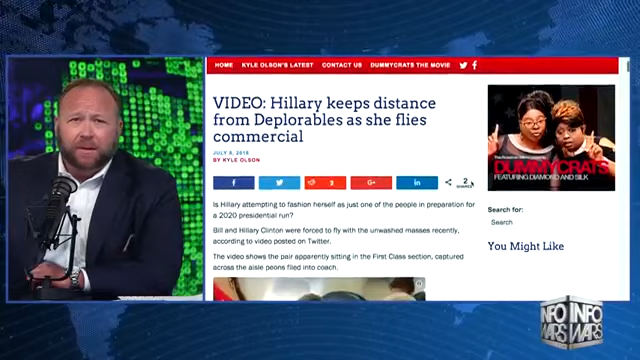 HOME KYLE OLSON'S LATEST CONTACT US DUMMYCRATS THE MOVIE
VIDEO: Hillary keeps distance
from Deplorables as she flies
commercial
JULY 8, 2018
BY KYLE OLSON
2
SHARES
Is Hillary attempting to fashion herself as just one of the people in preparation for
a 2020 presidential run?
Bill and Hillary Clinton were forced to fly with the unwashed masses recently,
according to video posted on Twitter.
The video shows the pair apparently sitting in the First Class section, captured
across the aisle peons filed into coach.
DUMMYCRATS
FEATURING DIAMOND AND SILK
Search for:
Search
You Might Like
INFO INFO
WARS WARS